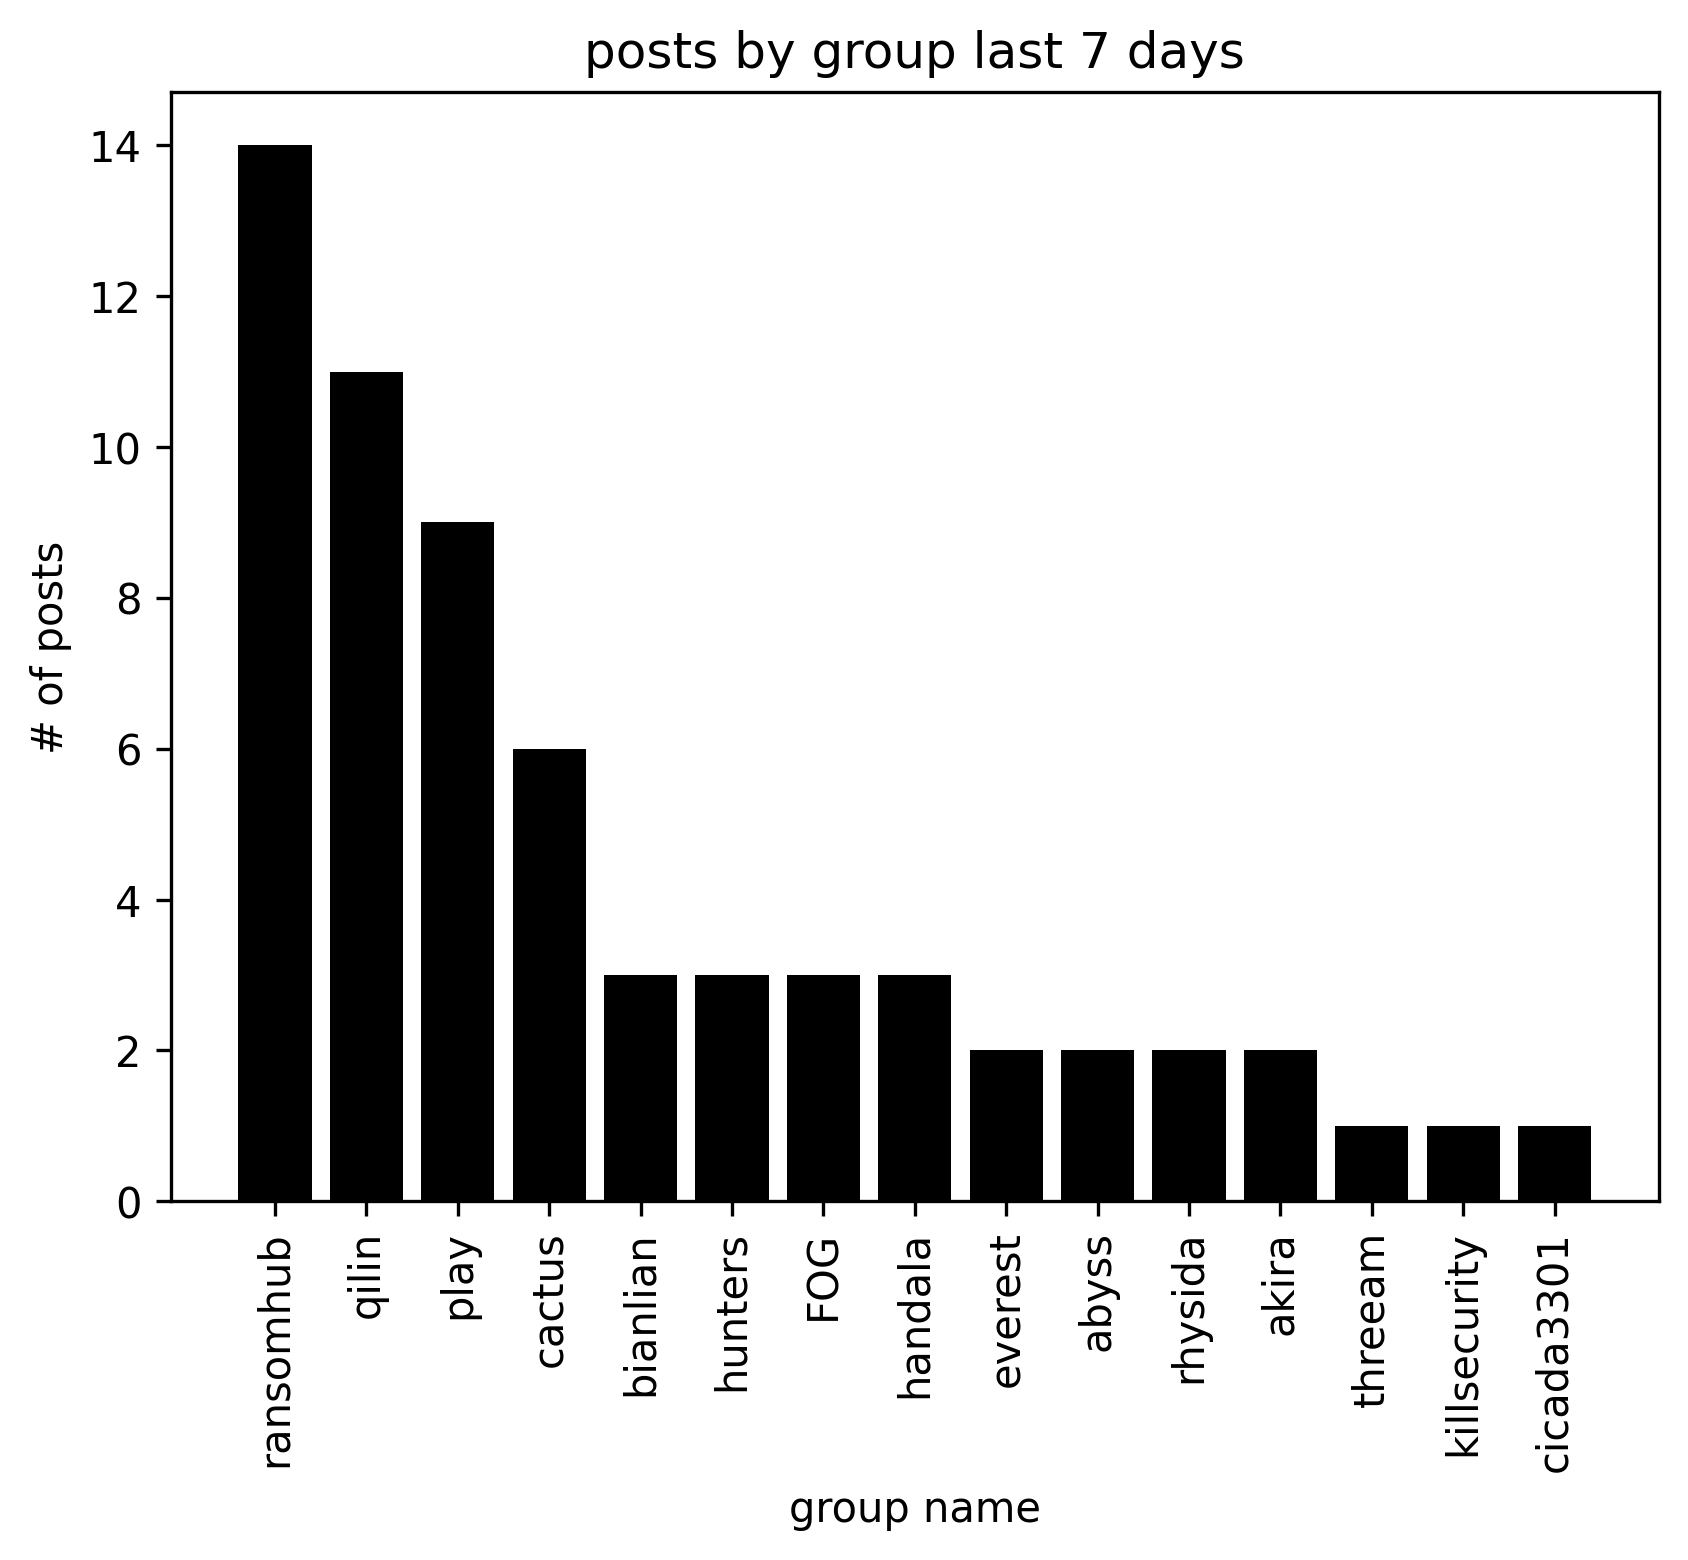 posts by group last 7 days
14
12
10
8
6
4
2
0
# of posts
ransomhub
qilin
play
cactus
bianlian
hunters
FOG
handala
everest
abyss
rhysida
akira
threeam
killsecurity
cicada3301
group name